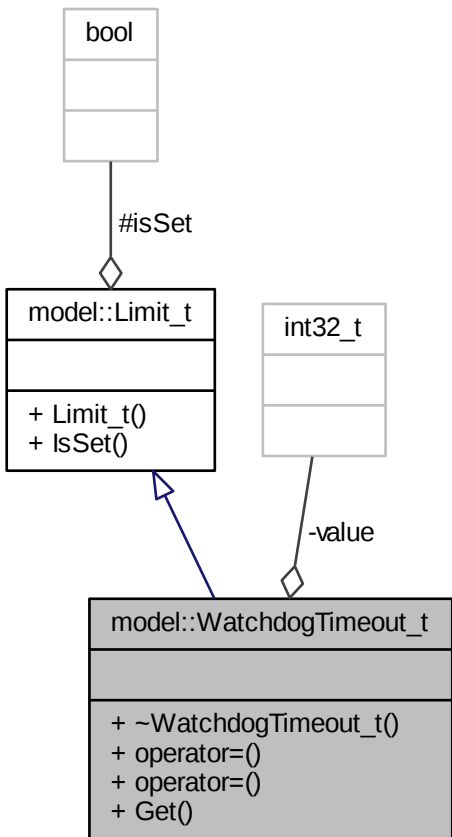 bool
#isSet
model::Limit_t
+ Limit_t()
+ IsSet()
int32_t
-value
model::WatchdogTimeout_t
+ ~WatchdogTimeout_t()
+ operator=()
+ operator=()
+ Get()